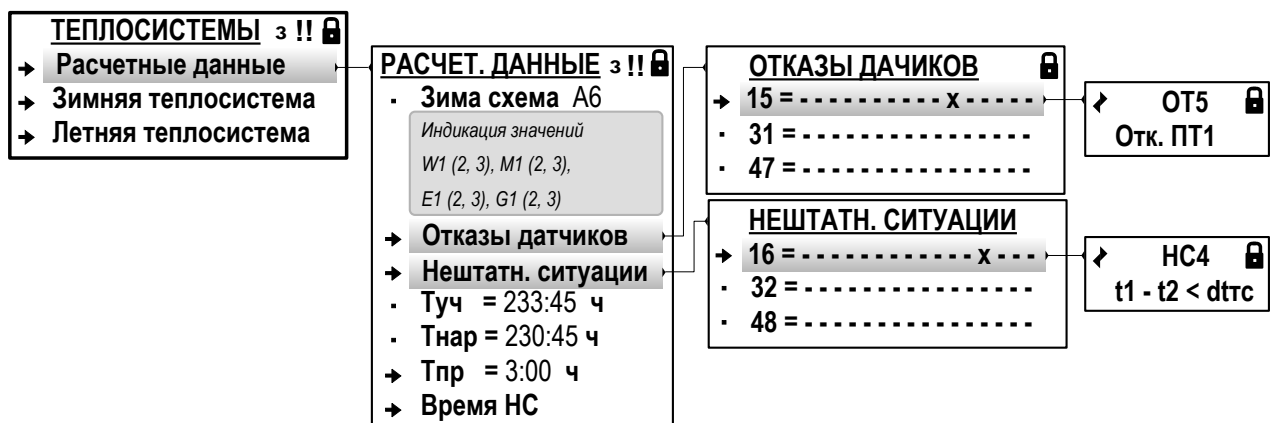 ТЕПЛОСИСТЕМЫ з !!
Расчетные данные
Зимняя теплосистема
Летняя теплосистема
РАСЧЕТ. ДАННЫЕ з !!
Зима схема А6
Индикация значений
W1 (2, 3), M1 (2, 3),
E1 (2, 3), G1 (2, 3)
Отказы датчиков
Нештатн. ситуации
Туч = 233:45 ч
Тнар = 230:45 ч
Тпр = 3:00 ч
Время НС
ОТКАЗЫ ДАЧИКОВ
15 = - - - - - - - - - - x - - - - -
31 = - - - - - - - - - - - - - - - -
47 = - - - - - - - - - - - - - - - -
ОТ5
Отк. ПТ1
НЕШТАТН. СИТУАЦИИ
16 = - - - - - - - - - - - - x - - -
32 = - - - - - - - - - - - - - - - -
48 = - - - - - - - - - - - - - - - -
НС4
t1 - t2 < dtтс